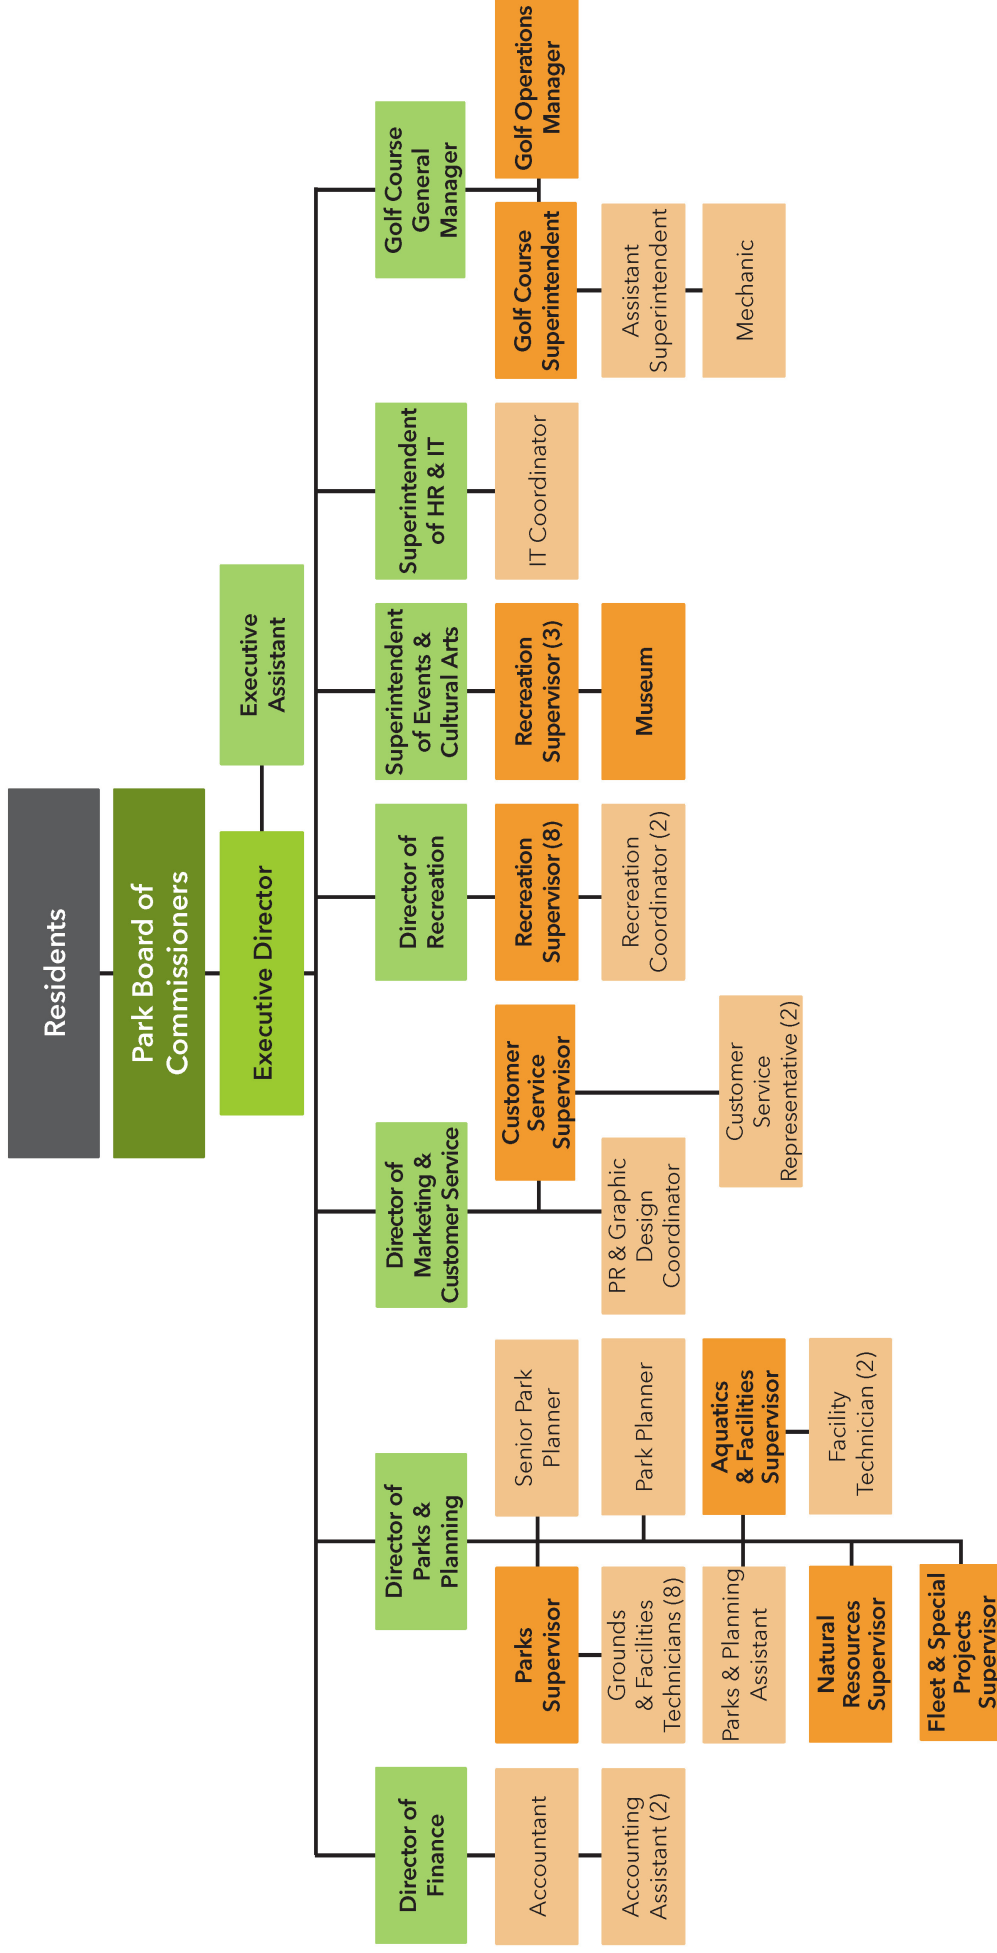 Residents
Park Board of
Commissioners
Executive Director
Executive
Assistant
Director of
Finance
Accountant
Accounting
Assistant (2)
Director of
Parks &
Planning
Parks
Supervisor
Senior Park
Planner
Grounds
& Facilities
Technicians (8)
Park Planner
Parks & Planning
Assistant
Aquatics
& Facilities
Supervisor
Natural
Resources
Supervisor
Facility
Technician (2)
Fleet & Special
Projects
Supervisor
Director of
Marketing &
Customer Service
Customer
Service
Supervisor
PR & Graphic
Design
Coordinator
Customer
Service
Representative (2)
Director of
Recreation
Recreation
Supervisor (8)
Recreation
Coordinator (2)
Superintendent
of Events &
Cultural Arts
Recreation
Supervisor (3)
Museum
Superintendent
of HR & IT
IT Coordinator
Golf Course
General
Manager
Golf Course
Superintendent
Golf Operations
Manager
Assistant
Superintendent
Mechanic